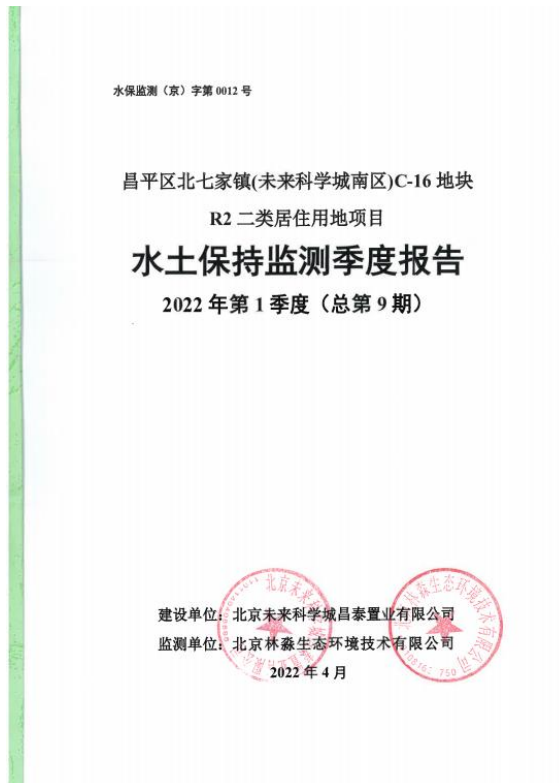 水保监测（京）字第 0012 号
昌平区北七家镇(未来科学城南区)C-16 地块
R2 二类居住用地项目
水土保持监测季度报告
2022 年第 1 季度（总第 9 期）
建设单位：北京未来科学城昌泰置业有限公司
监测单位：北京林淼生态环境技术有限公司
2022 年 4 月